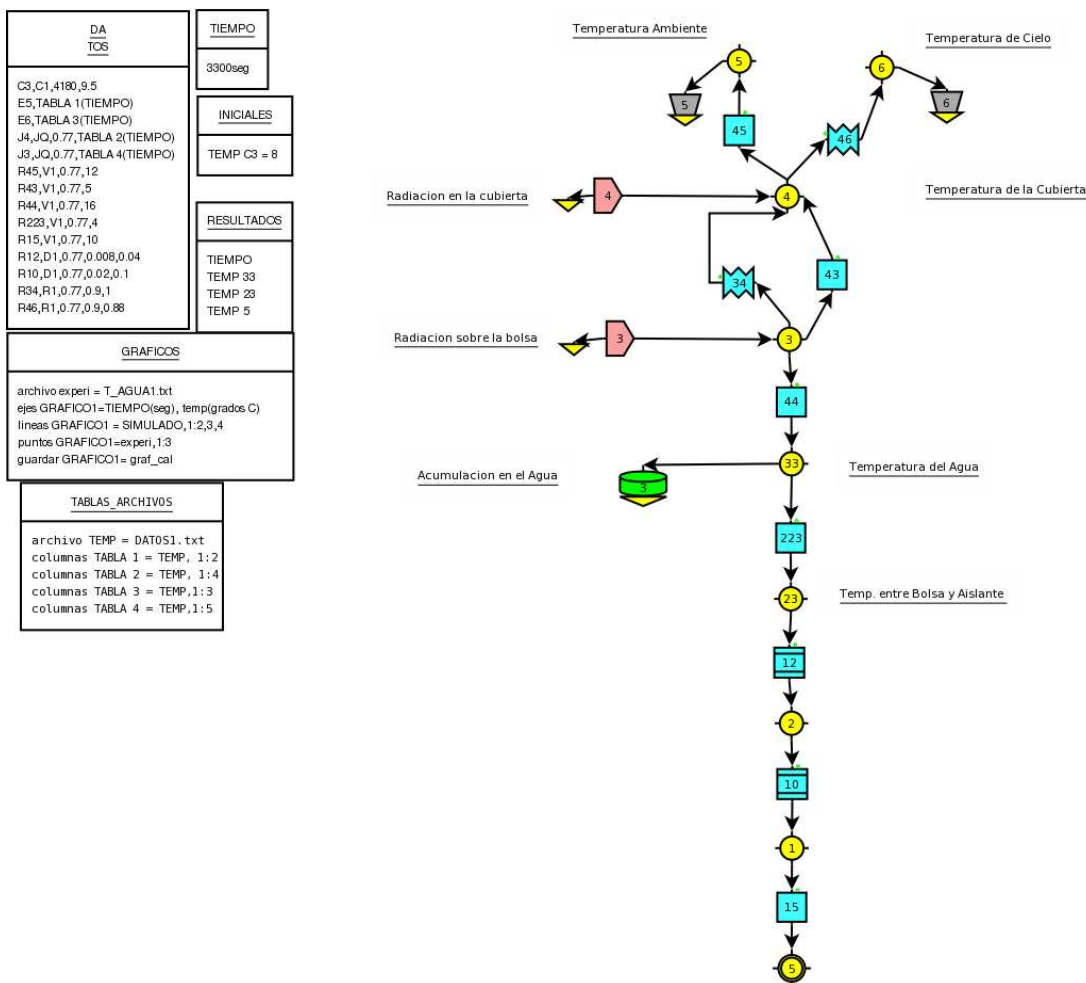 DA
TOS
C3,C1,4180,9.5
E5,TABLA 1(TIEMPO)
E6,TABLA 3(TIEMPO)
J4,JQ,0.77,TABLA 2(TIEMPO)
J3,JQ,0.77,TABLA 4(TIEMPO)
R45,V1,0.77,12
R43,V1,0.77,5
R44,V1,0.77,16
R223,V1,0.77,4
R15,V1,0.77,10
R12,D1,0.77,0.008,0.04
R10,D1,0.77,0.02,0.1
R34,R1,0.77,0.9,1
R46,R1,0.77,0.9,0.88
TIEMPO
3300seg
INICIALES
TEMP C3 = 8
RESULTADOS
TIEMPO
TEMP 33
TEMP 23
TEMP 5
GRAFICOS
archivo experi = T_AGUA1.txt
ejes GRAFICO1=TIEMPO(seg), temp(grados C)
lineas GRAFICO1 = SIMULADO,1:2,3,4
puntos GRAFICO1=experi,1:3
guardar GRAFICO1= graf_cal
TABLAS_ARCHIVOS
archivo TEMP = DATOS1.txt
columnas TABLA 1 = TEMP, 1:2
columnas TABLA 2 = TEMP, 1:4
columnas TABLA 3 = TEMP,1:3
columnas TABLA 4 = TEMP,1:5
Temperatura Ambiente
Temperatura de Cielo
5
6
5
6
45
46
Radiacion en la cubierta
4
4
Temperatura de la Cubierta
34
43
Radiacion sobre la bolsa
3
3
44
Acumulacion en el Agua
3
33
Temperatura del Agua
223
23
Temp. entre Bolsa y Aislante
12
2
10
1
15
5